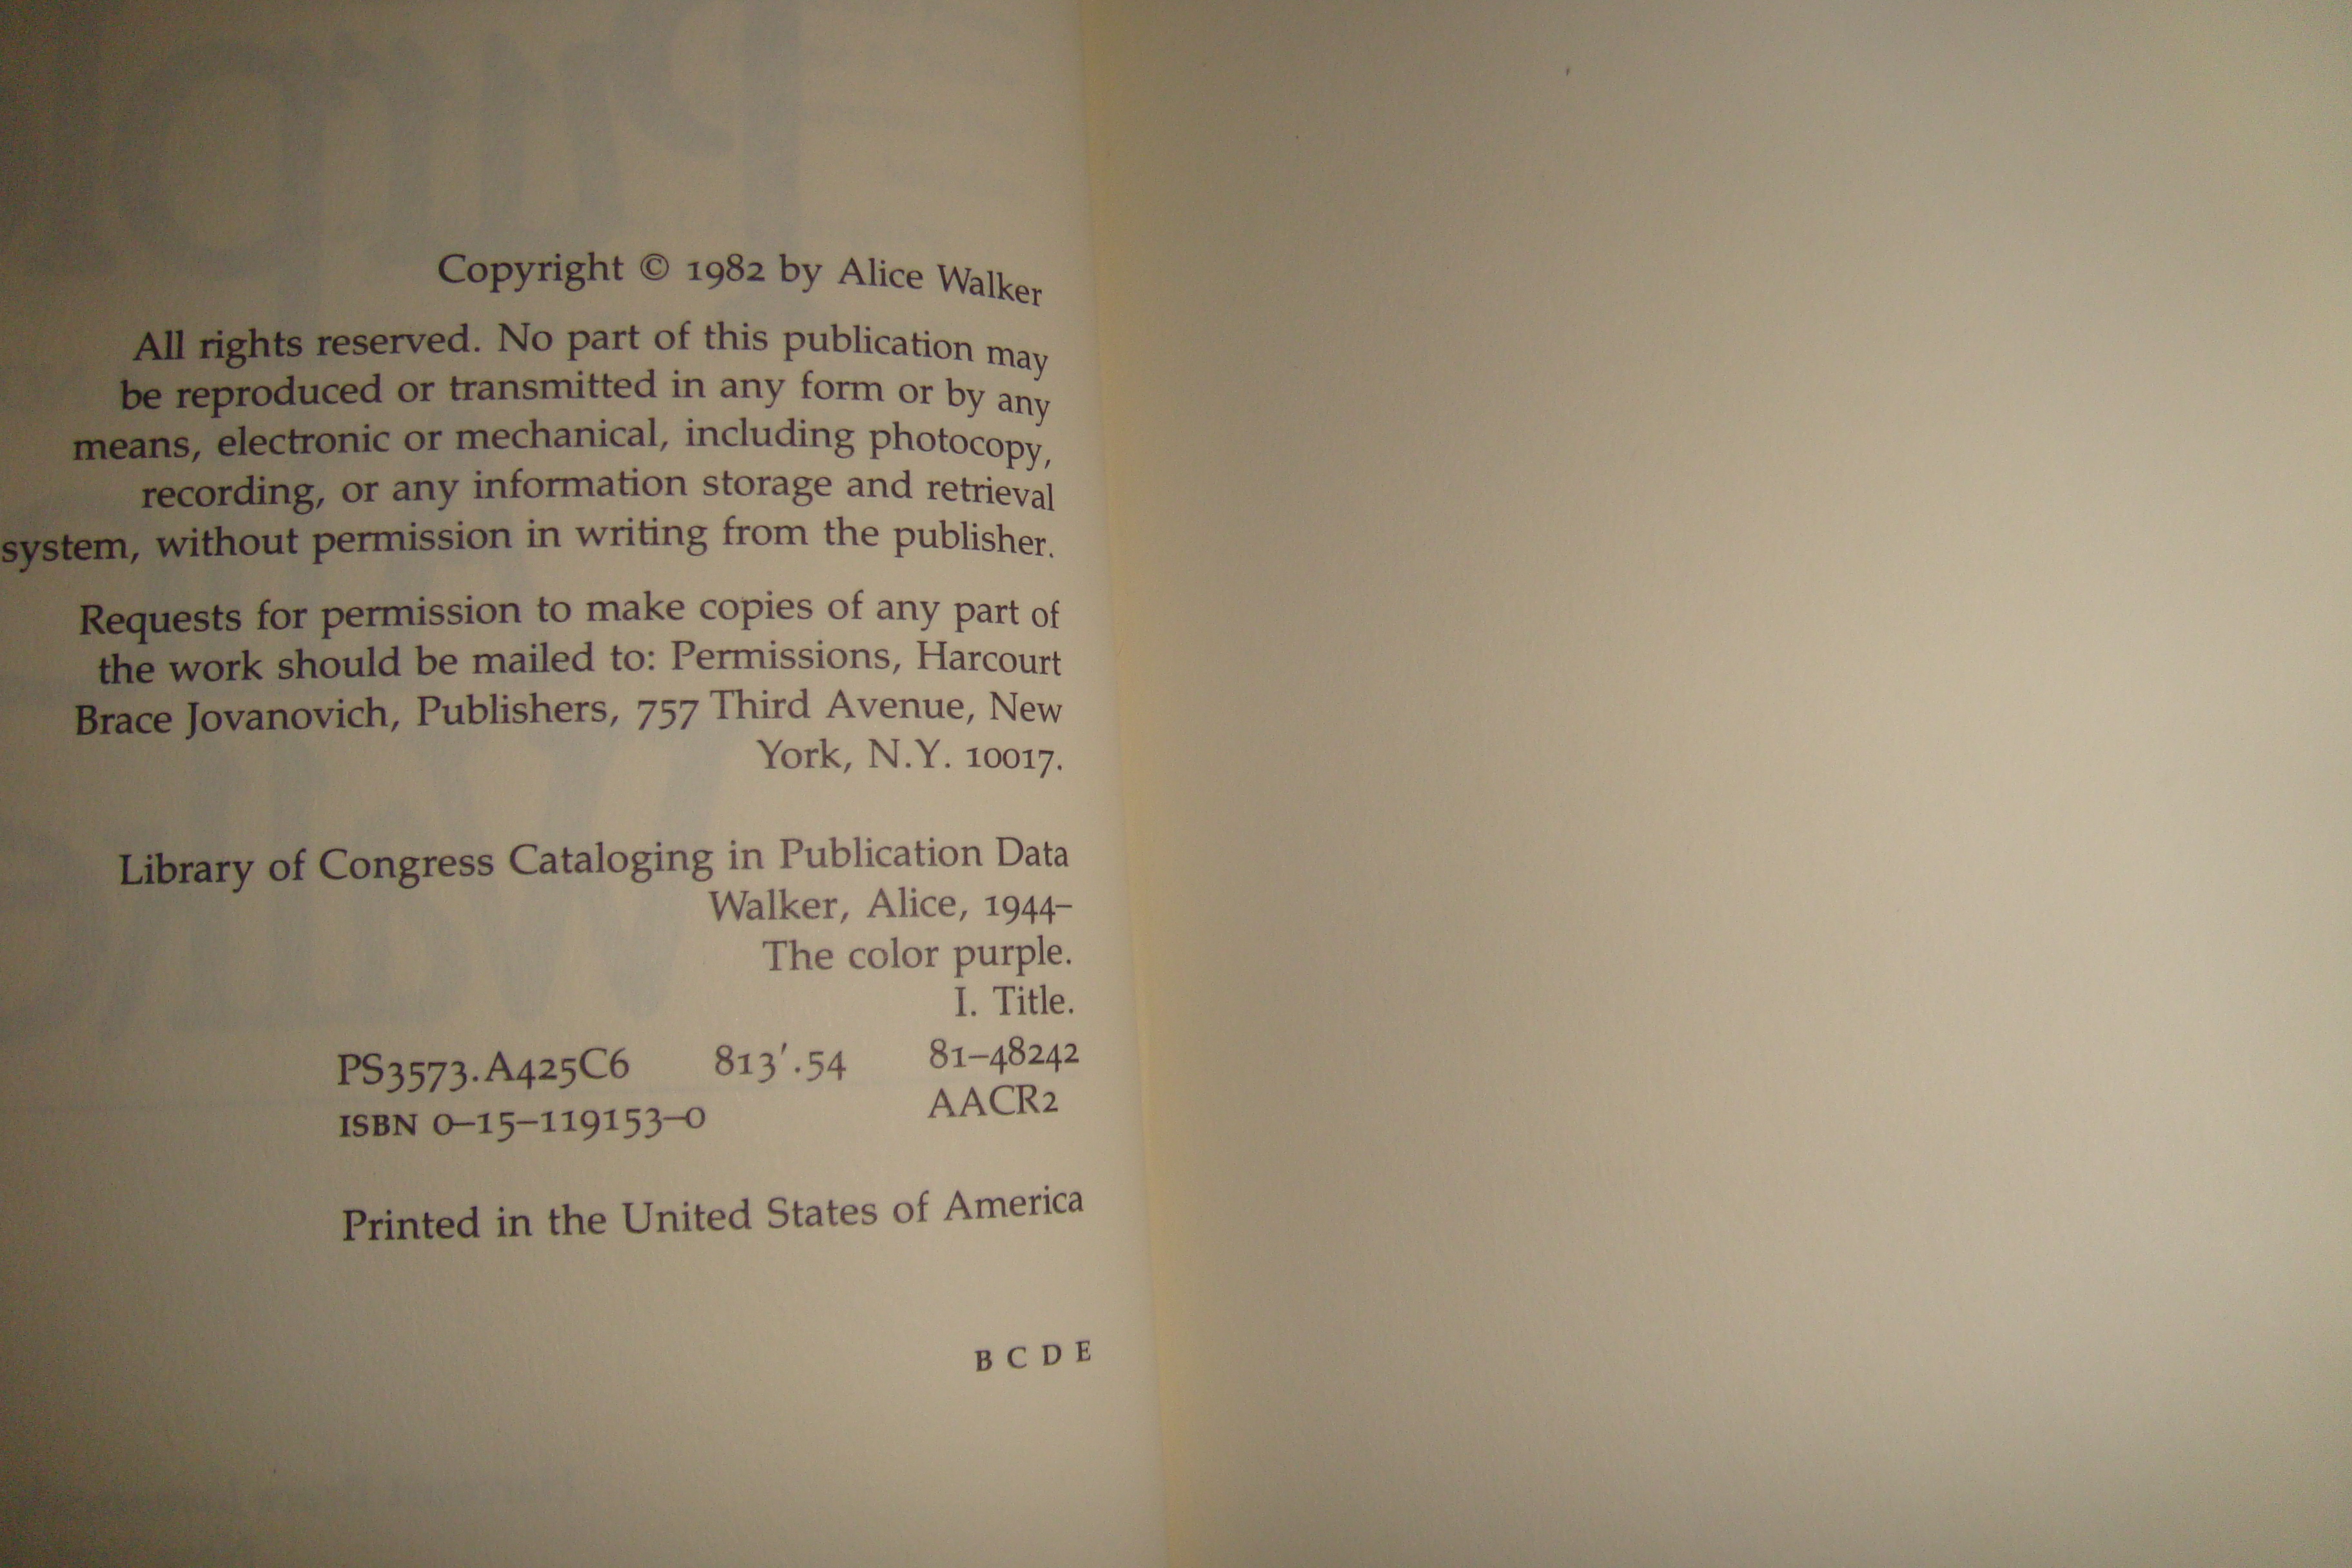 Copyright © 1982 by Alice Walker
All rights reserved. No part of this publication may
be reproduced or transmitted in any form or by any
means, electronic or mechanical, including photocopy,
recording, or any information storage and retrieval
system, without permission in writing from the publisher.
Requests for permission to make copies of any part of
the work should be mailed to: Permissions, Harcourt
Brace Jovanovich, Publishers, 757 Third Avenue, New
York, N.Y. 10017.
Library of Congress Cataloging in Publication Data
Walker, Alice, 1944–
The color purple.
I. Title.
PS3573.A425C6 813′.54 81–48242
ISBN 0–15–119153–0 AACR2
Printed in the United States of America
B C D E